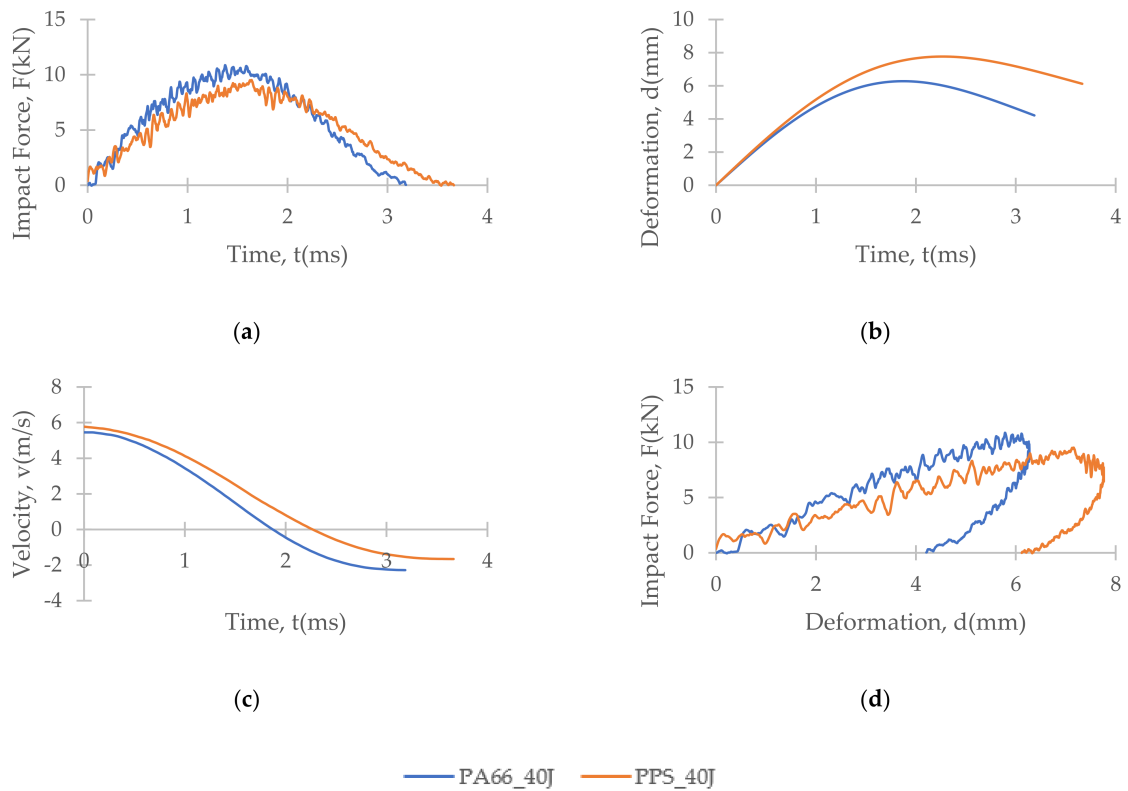 Impact Force, F(kN)
15
10
5
0
0 1 2 3 4
Time, t(ms)
(a)
Deformation, d(mm)
10
8
6
4
2
0
0 1 2 3 4
Time, t(ms)
(b)
Velocity, v(m/s)
8
6
4
2
0
-2
-4
0 1 2 3 4
Time, t(ms)
(c)
Impact Force, F(kN)
15
10
5
0
0 2 4 6 8
Deformation, d(mm)
(d)
PA66_40J PPS_40J